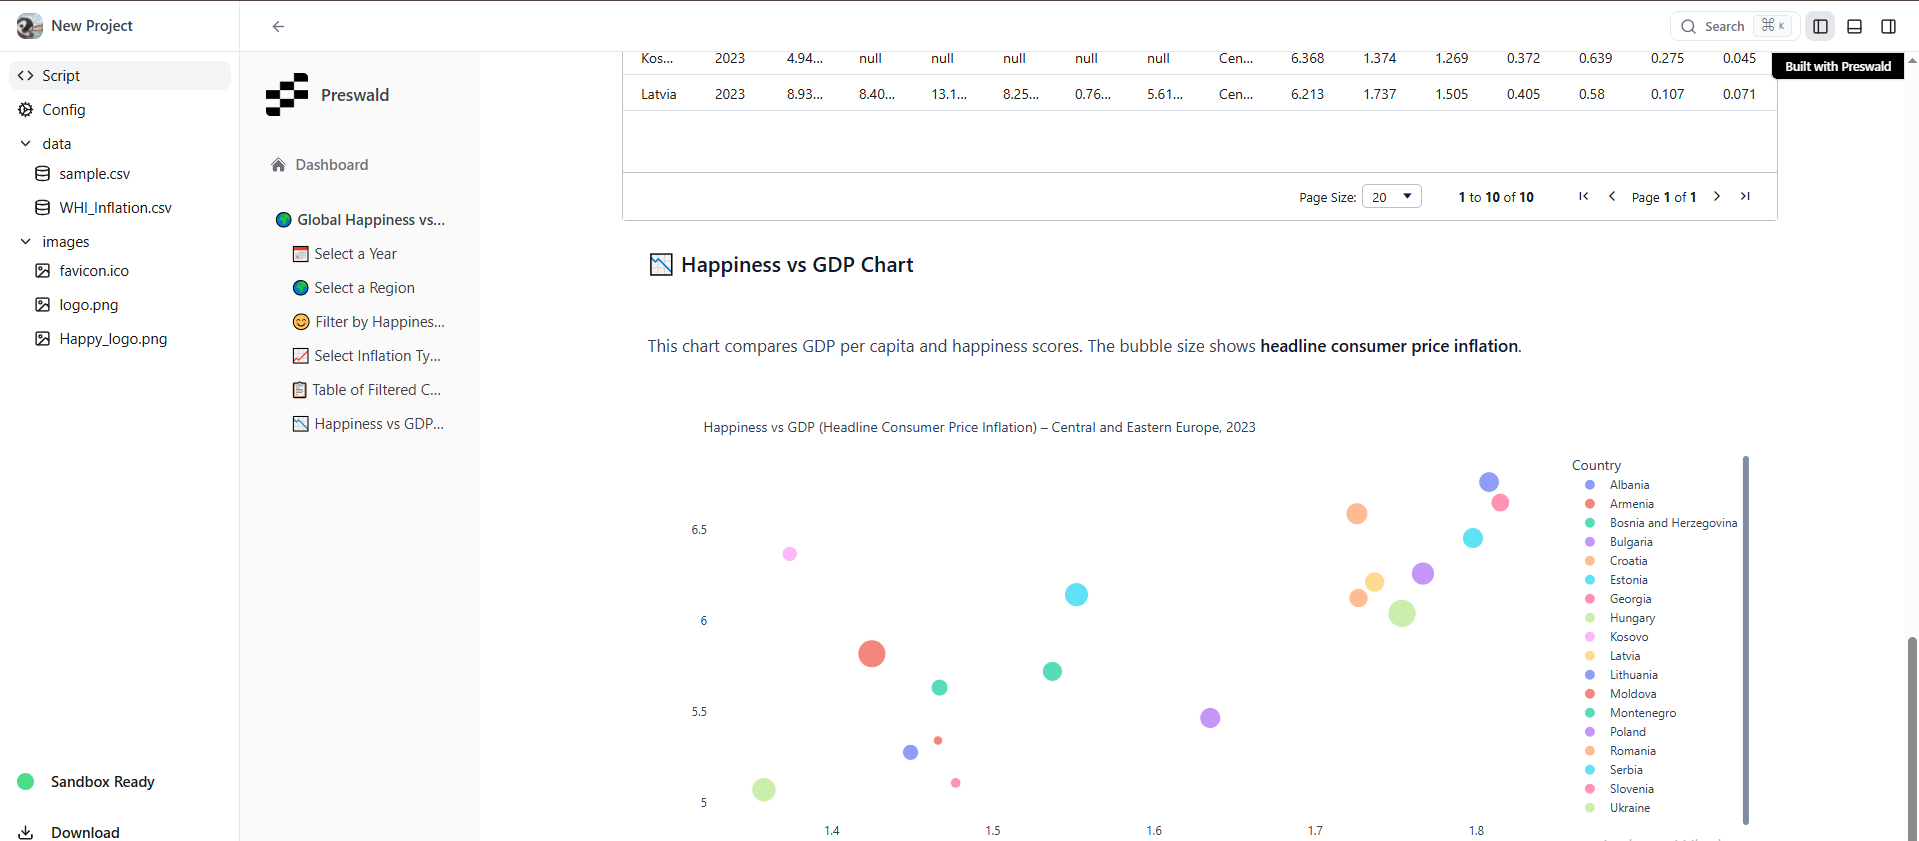 New Project
Search ⌘ K
Script
Config
data
sample.csv
WHI_Inflation.csv
images
favicon.ico
logo.png
Happy_logo.png
Sandbox Ready
Download
Preswald
Dashboard
Global Happiness vs...
Select a Year
Select a Region
Filter by Happines...
Select Inflation Ty...
Table of Filtered C...
Happiness vs GDP...
Built with Preswald
Kos... 2023 4.94... null null null null null Cen... 6.368 1.374 1.269 0.372 0.639 0.275 0.045
Latvia 2023 8.93... 8.40... 13.1... 8.25... 0.76... 5.61... Cen... 6.213 1.737 1.505 0.405 0.58 0.107 0.071
Page Size: 20 1 to 10 of 10 Page 1 of 1
Happiness vs GDP Chart
This chart compares GDP per capita and happiness scores. The bubble size shows headline consumer price inflation.
Happiness vs GDP (Headline Consumer Price Inflation) – Central and Eastern Europe, 2023
6.5
6
5.5
5
1.4 1.5 1.6 1.7 1.8
Country
Albania
Armenia
Bosnia and Herzegovina
Bulgaria
Croatia
Estonia
Georgia
Hungary
Kosovo
Latvia
Lithuania
Moldova
Montenegro
Poland
Romania
Serbia
Slovenia
Ukraine